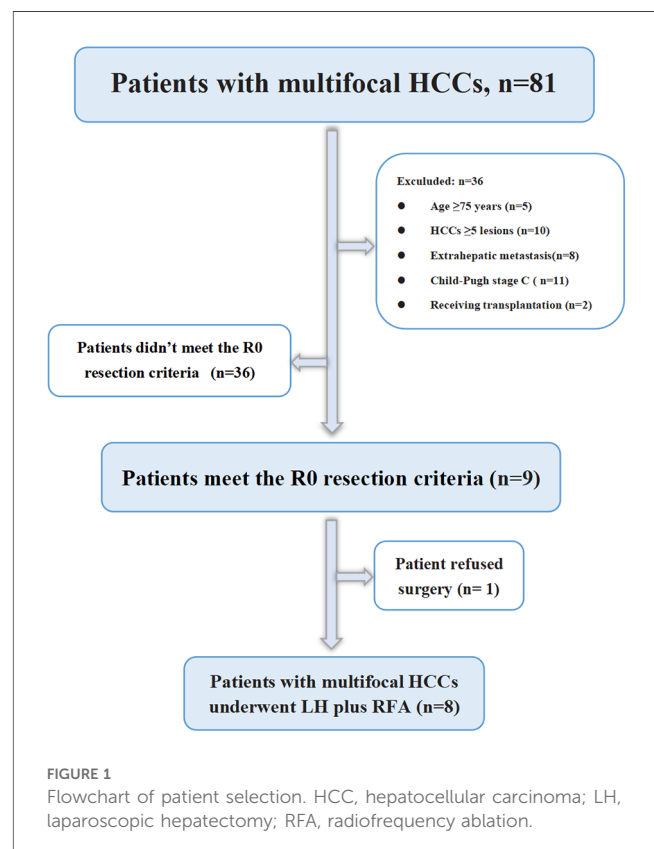 Patients with multifocal HCCs, n=81
Exculuded: n=36
● Age ≥75 years (n=5)
● HCCs ≥5 lesions (n=10)
● Extrahepatic metastasis(n=8)
● Child-Pugh stage C ( n=11)
● Receiving transplantation (n=2)
Patients didn't meet the R0
resection criteria (n=36)
Patients meet the R0 resection criteria (n=9)
Patient refused
surgery (n= 1)
Patients with multifocal HCCs
underwent LH plus RFA (n=8)
FIGURE 1
Flowchart of patient selection. HCC, hepatocellular carcinoma; LH,
laparoscopic hepatectomy; RFA, radiofrequency ablation.